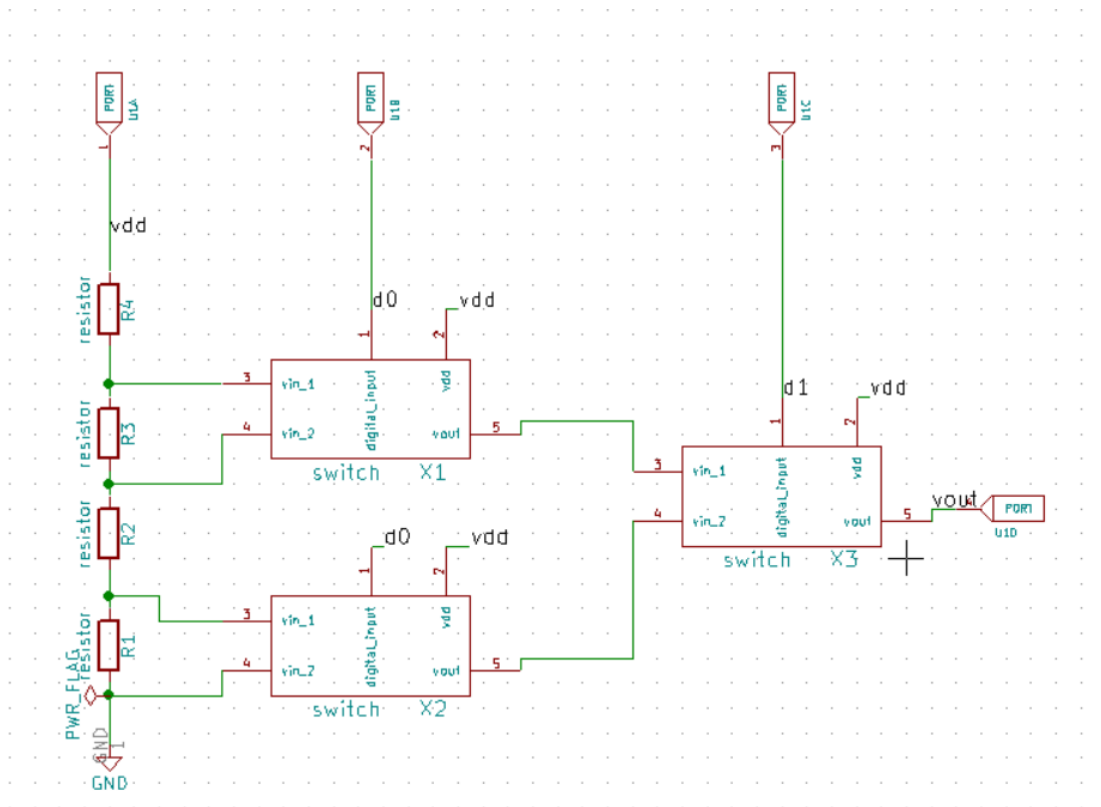 PORT
U1A
1
PORT
U1B
2
PORT
U1C
3
vdd
resistor
R4
d0
vdd
1
2
3
vin_1
4
vin_2
digital_input
vdd
vout
5
switch
X1
resistor
R3
d1
vdd
1
2
3
vin_1
4
vin_2
digital_input
vdd
vout
5
switch
X3
vout
4
PORT
U1D
resistor
R2
d0
vdd
1
2
3
vin_1
4
vin_2
digital_input
vdd
vout
5
switch
X2
resistor
R1
PWR_FLAG
GND
1
GND